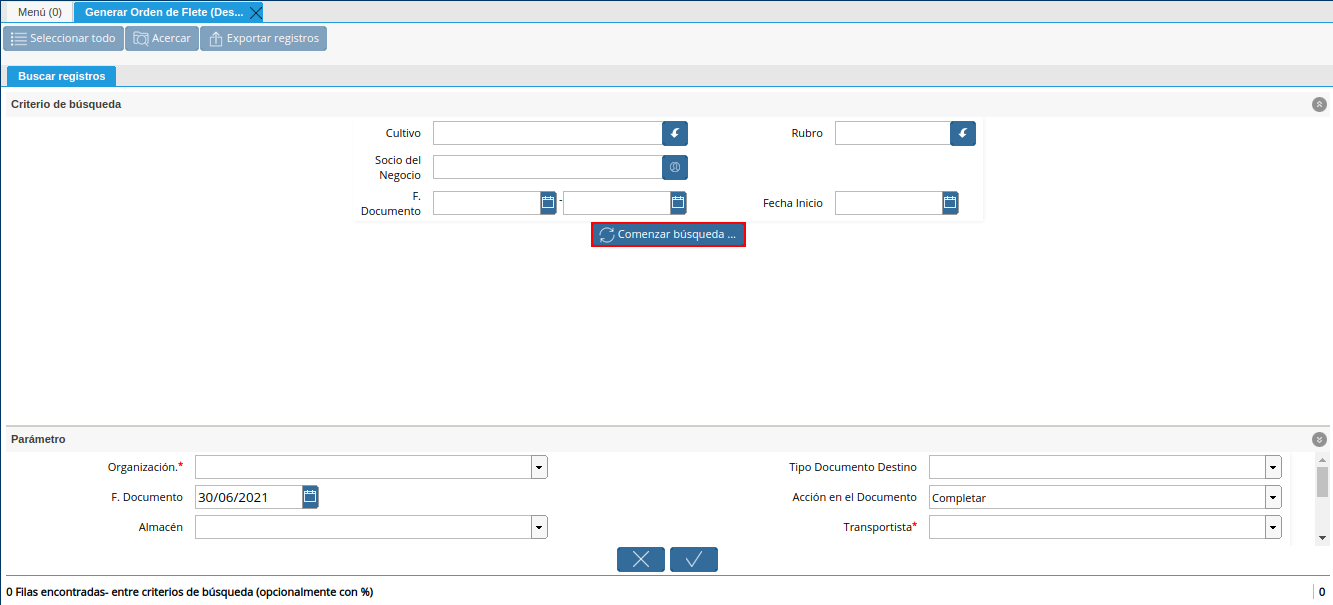 Menú (0) Generar Orden de Flete (Des...
Seleccionar todo Acercar Exportar registros
Buscar registros
Criterio de búsqueda
Cultivo Rubro
Socio del
Negocio
F.
Documento - Fecha Inicio
Comenzar búsqueda ...
Parámetro
Organización.* Tipo Documento Destino
F. Documento 30/06/2021 Acción en el Documento Completar
Almacén Transportista*
0 Filas encontradas- entre criterios de búsqueda (opcionalmente con %) 0